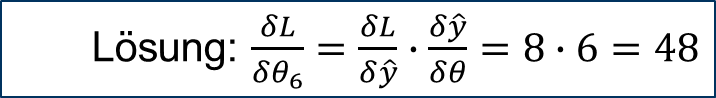 Lösung: δL/δθ₆ = δL/δŷ · δŷ/δθ = 8 · 6 = 48